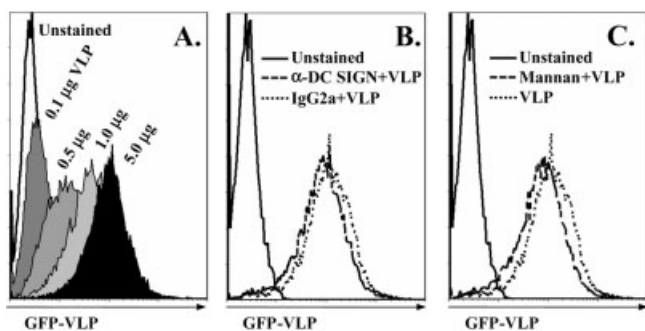 A.
Unstained
0.1 µg VLP
0.5 µg
1.0 µg
5.0 µg
GFP-VLP
B.
Unstained
α-DC SIGN+VLP
IgG2a+VLP
GFP-VLP
C.
Unstained
Mannan+VLP
VLP
GFP-VLP